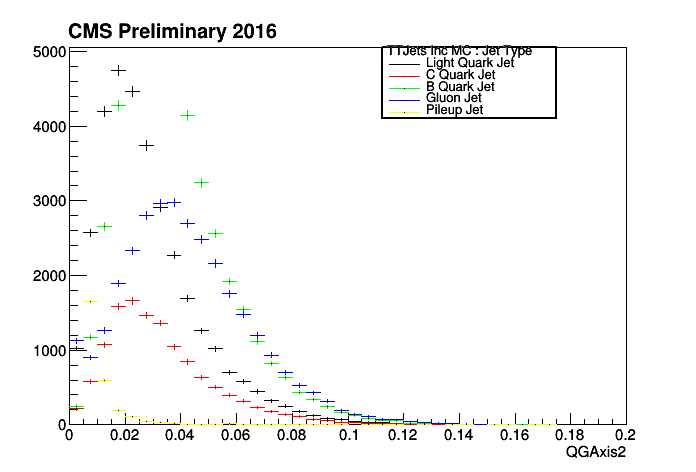 CMS Preliminary 2016
TTJets Inc MC : Jet Type
Light Quark Jet
C Quark Jet
B Quark Jet
Gluon Jet
Pileup Jet
5000
4000
3000
2000
1000
0
0 0.02 0.04 0.06 0.08 0.1 0.12 0.14 0.16 0.18 0.2
QGAxis2